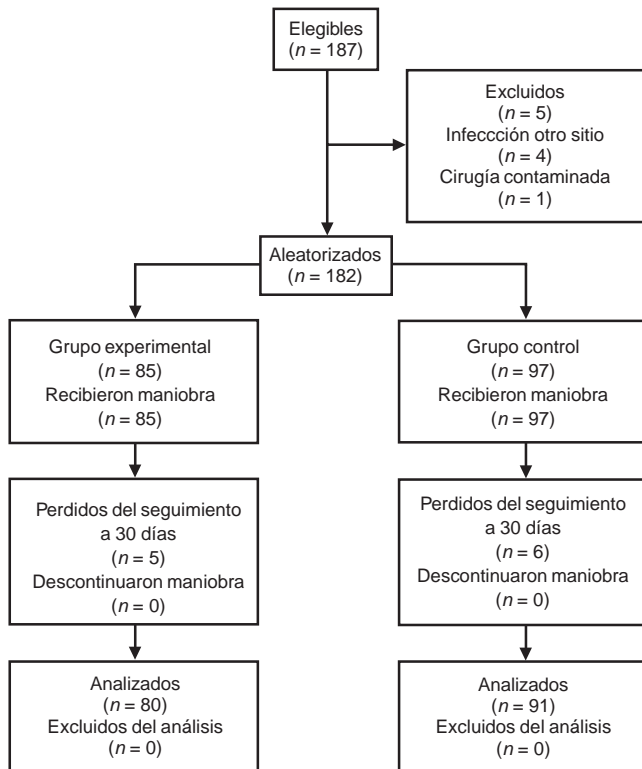 Elegibles
(n = 187)
Excluidos
(n = 5)
Infeccción otro sitio
(n = 4)
Cirugía contaminada
(n = 1)
Aleatorizados
(n = 182)
Grupo experimental
(n = 85)
Recibieron maniobra
(n = 85)
Grupo control
(n = 97)
Recibieron maniobra
(n = 97)
Perdidos del seguimiento
a 30 días
(n = 5)
Descontinuaron maniobra
(n = 0)
Perdidos del seguimiento
a 30 días
(n = 6)
Descontinuaron maniobra
(n = 0)
Analizados
(n = 80)
Excluidos del análisis
(n = 0)
Analizados
(n = 91)
Excluidos del análisis
(n = 0)